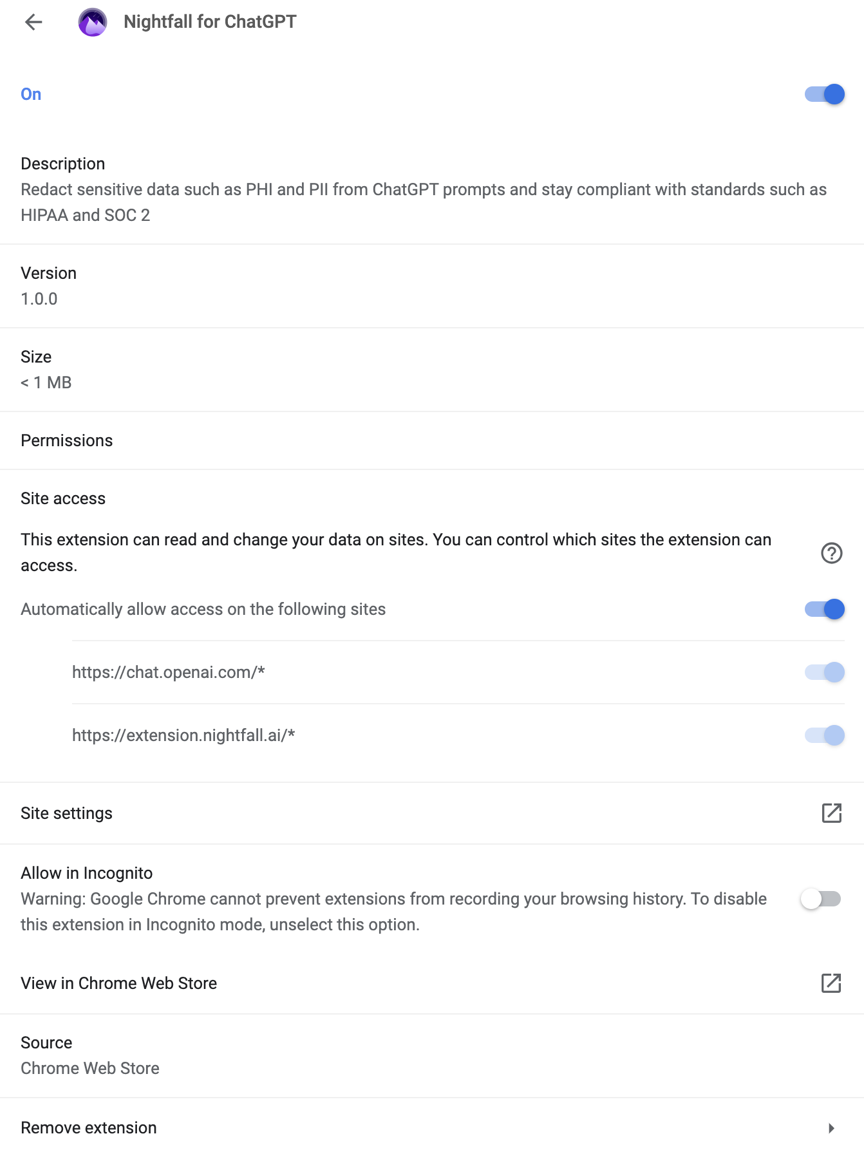 Nightfall for ChatGPT
On
Description
Redact sensitive data such as PHI and PII from ChatGPT prompts and stay compliant with standards such as
HIPAA and SOC 2
Version
1.0.0
Size
< 1 MB
Permissions
Site access
This extension can read and change your data on sites. You can control which sites the extension can
access.
Automatically allow access on the following sites
https://chat.openai.com/*
https://extension.nightfall.ai/*
Site settings
Allow in Incognito
Warning: Google Chrome cannot prevent extensions from recording your browsing history. To disable
this extension in Incognito mode, unselect this option.
View in Chrome Web Store
Source
Chrome Web Store
Remove extension